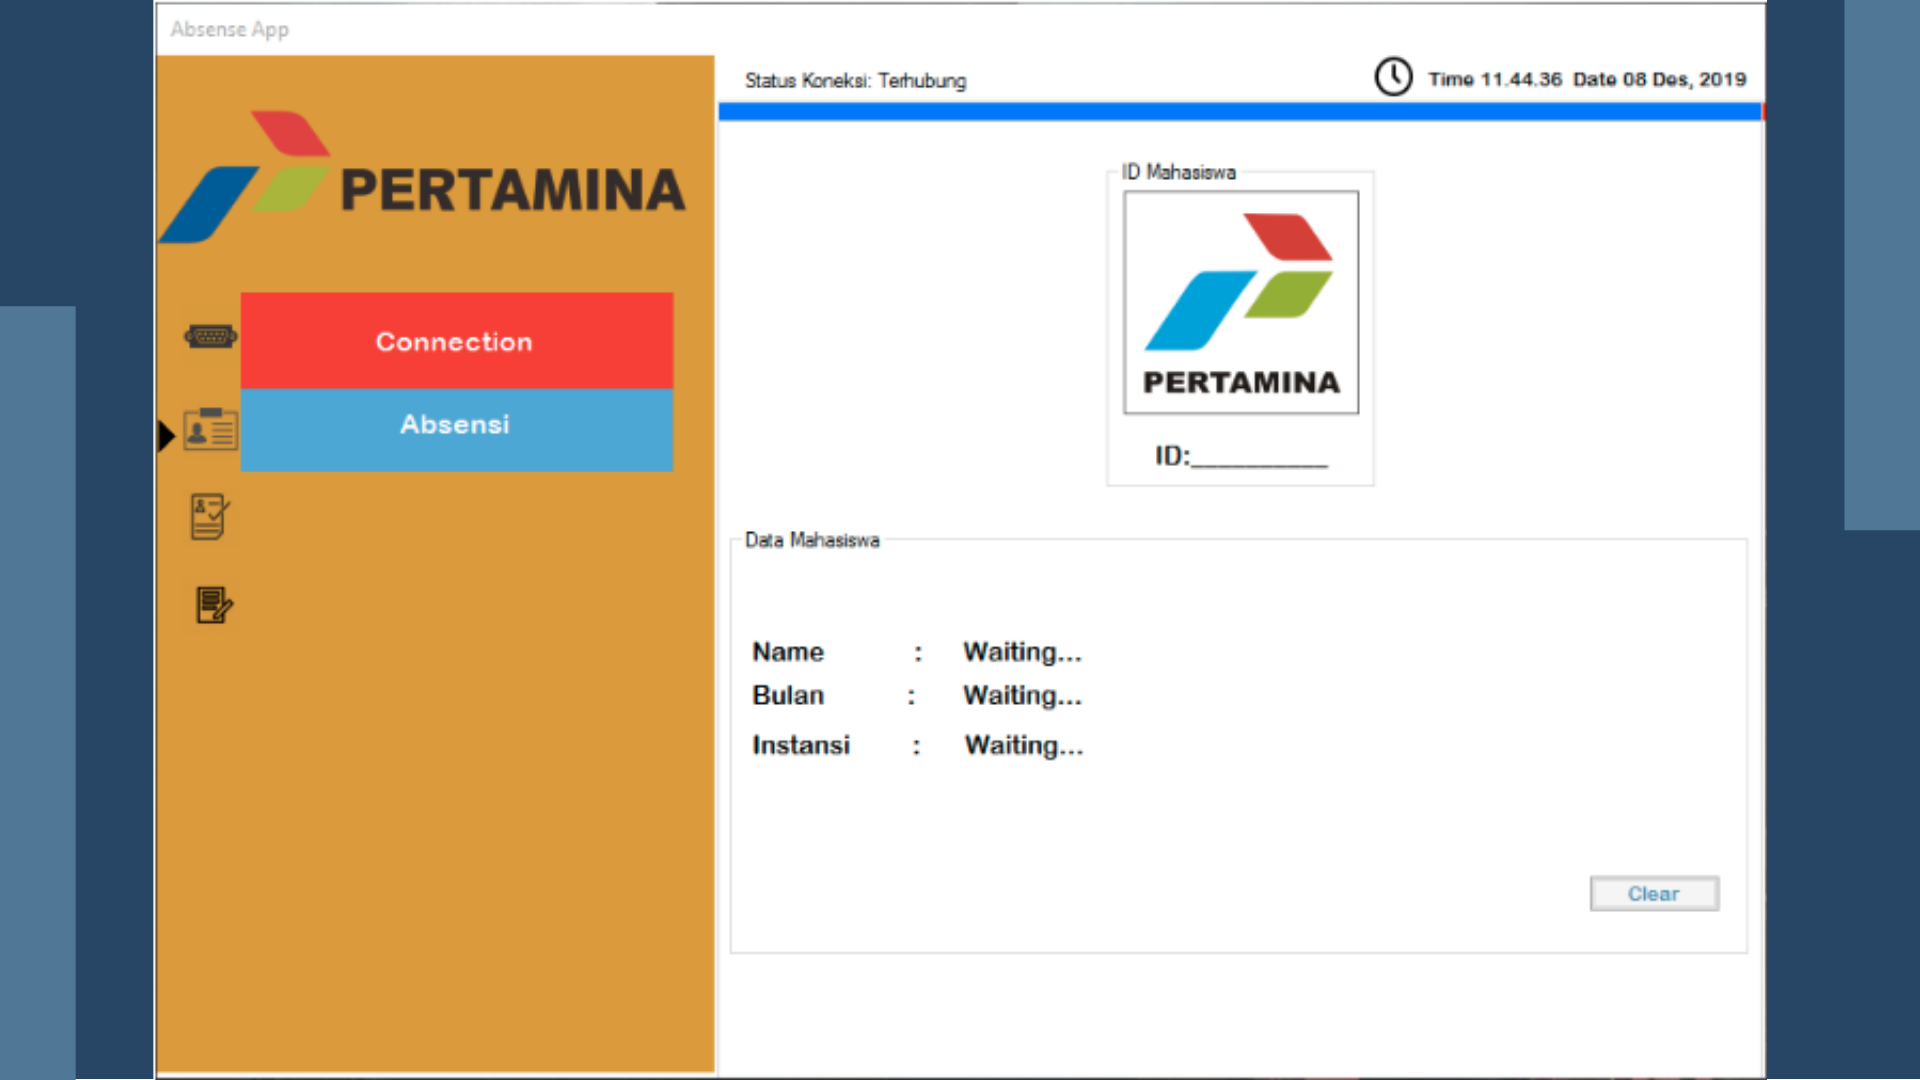 Absense App
Status Koneksi: Terhubung
Time 11.44.36 Date 08 Des, 2019
PERTAMINA
Connection
Absensi
ID Mahasiswa
PERTAMINA
ID:__________
Data Mahasiswa
Name : Waiting...
Bulan : Waiting...
Instansi : Waiting...
Clear